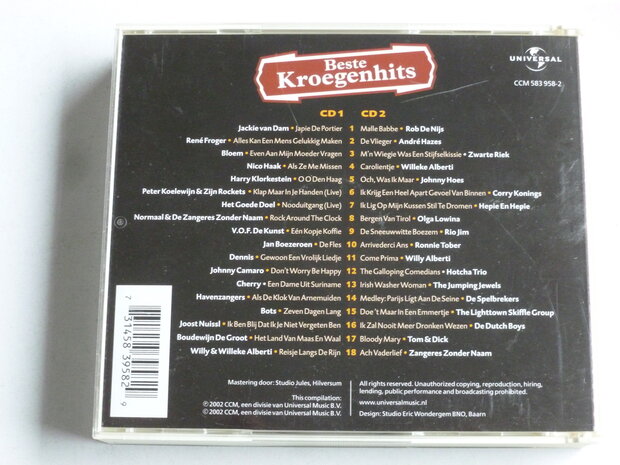 Beste
Kroegenhits
UNIVERSAL
CCM 583 958-2
CD 1 CD 2
Jackie van Dam • Japie De Portier 1 Malle Babbe • Rob De Nijs
René Froger • Alles Kan Een Mens Gelukkig Maken 2 De Vlieger • André Hazes
Bloem • Even Aan Mijn Moeder Vragen 3 M'n Wiegie Was Een Stijfselkissie • Zwarte Riek
Nico Haak • Als Ze Me Missen 4 Carolientje • Willeke Alberti
Harry Klorkestein • O O Den Haag 5 Och, Was Ik Maar • Johnny Hoes
Peter Koelewijn & Zijn Rockets • Klap Maar In Je Handen (Live) 6 Ik Krijg Een Heel Apart Gevoel Van Binnen • Corry Konings
Het Goede Doel • Nooduitgang (Live) 7 Ik Lig Op Mijn Kussen Stil Te Dromen • Hepie En Hepie
Normaal & De Zangeres Zonder Naam • Rock Around The Clock 8 Bergen Van Tirol • Olga Lowina
V.O.F. De Kunst • Eén Kopje Koffie 9 De Sneeuwwitte Boezem • Rio Jim
Jan Boezeroen • De Fles 10 Arrivederci Ans • Ronnie Tober
Dennis • Gewoon Een Vrolijk Liedje 11 Come Prima • Willy Alberti
Johnny Camaro • Don't Worry Be Happy 12 The Galloping Comedians • Hotcha Trio
Cherry • Een Dame Uit Suriname 13 Irish Washer Woman • The Jumping Jewels
Havenzangers • Als De Klok Van Arnemuiden 14 Medley: Parijs Ligt Aan De Seine • De Spelbrekers
Bots • Zeven Dagen Lang 15 Doe 't Maar In Een Emmertje • The Lighttown Skiffle Group
Joost Nuissl • Ik Ben Blij Dat Ik Je Niet Vergeten Ben 16 Ik Zal Nooit Meer Dronken Wezen • De Dutch Boys
Boudewijn De Groot • Het Land Van Maas En Waal 17 Bloody Mary • Tom & Dick
Willy & Willeke Alberti • Reisje Langs De Rijn 18 Ach Vaderlief • Zangeres Zonder Naam
7 31458 39582 9
Mastering door: Studio Jules, Hilversum
This compilation:
℗ 2002 CCM, een divisie van Universal Music B.V.
© 2002 CCM, een divisie van Universal Music B.V.
All rights reserved. Unauthorized copying, reproduction, hiring,
lending, public performance and broadcasting prohibited.
www.universalmusic.nl
Design: Studio Eric Wondergem BNO, Baarn